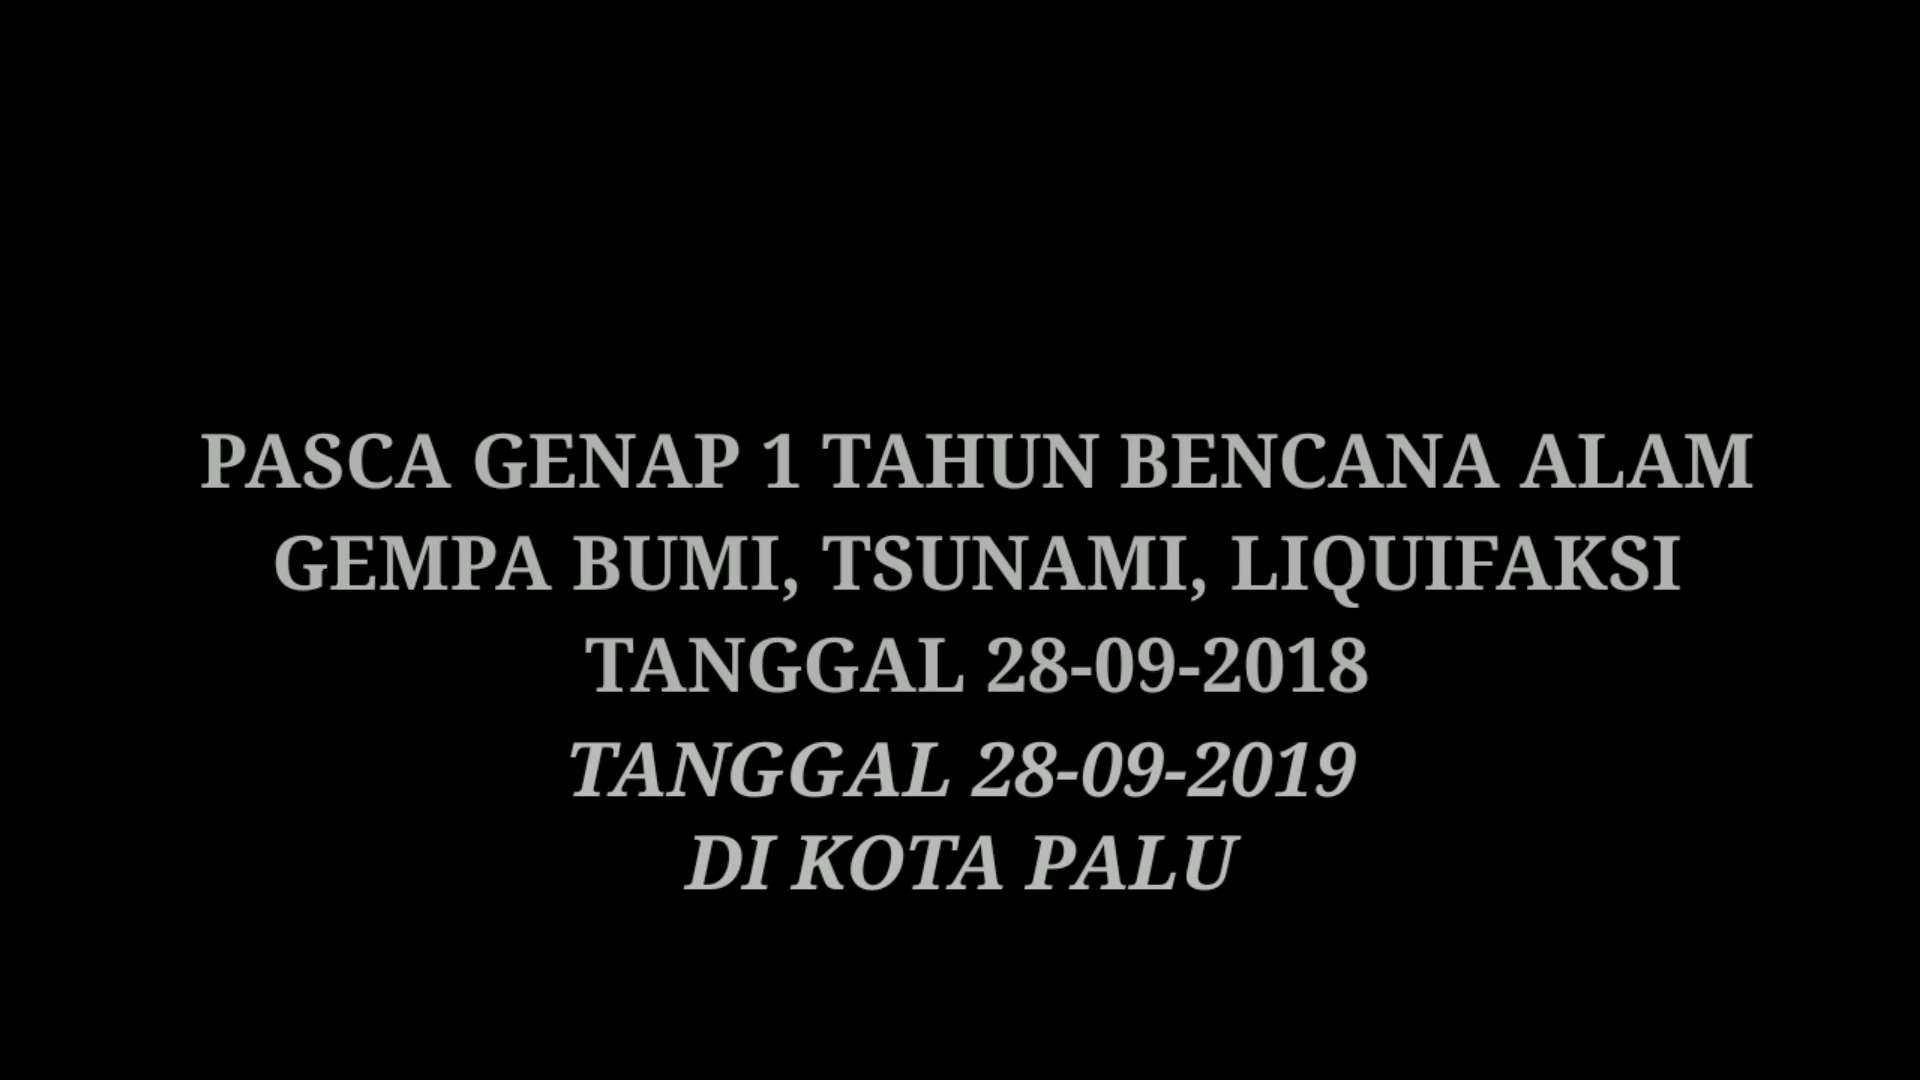 PASCA GENAP 1 TAHUN BENCANA ALAM
GEMPA BUMI, TSUNAMI, LIQUIFAKSI
TANGGAL 28-09-2018
TANGGAL 28-09-2019
DI KOTA PALU